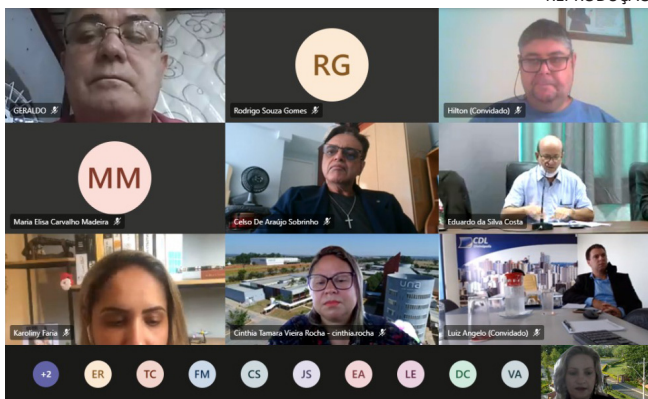 REPRODUÇÃO
RG
GERALDO
Rodrigo Souza Gomes
Hilton (Convidado)
MM
Maria Elisa Carvalho Madeira
Celso De Araújo Sobrinho
Eduardo da Silva Costa
CDL
una
Karoliny Faria
Cinthia Tamara Vieira Rocha - cinthia.rocha
Luiz Angelo (Convidado)
+2
ER
TC
FM
CS
JS
EA
LE
DC
VA